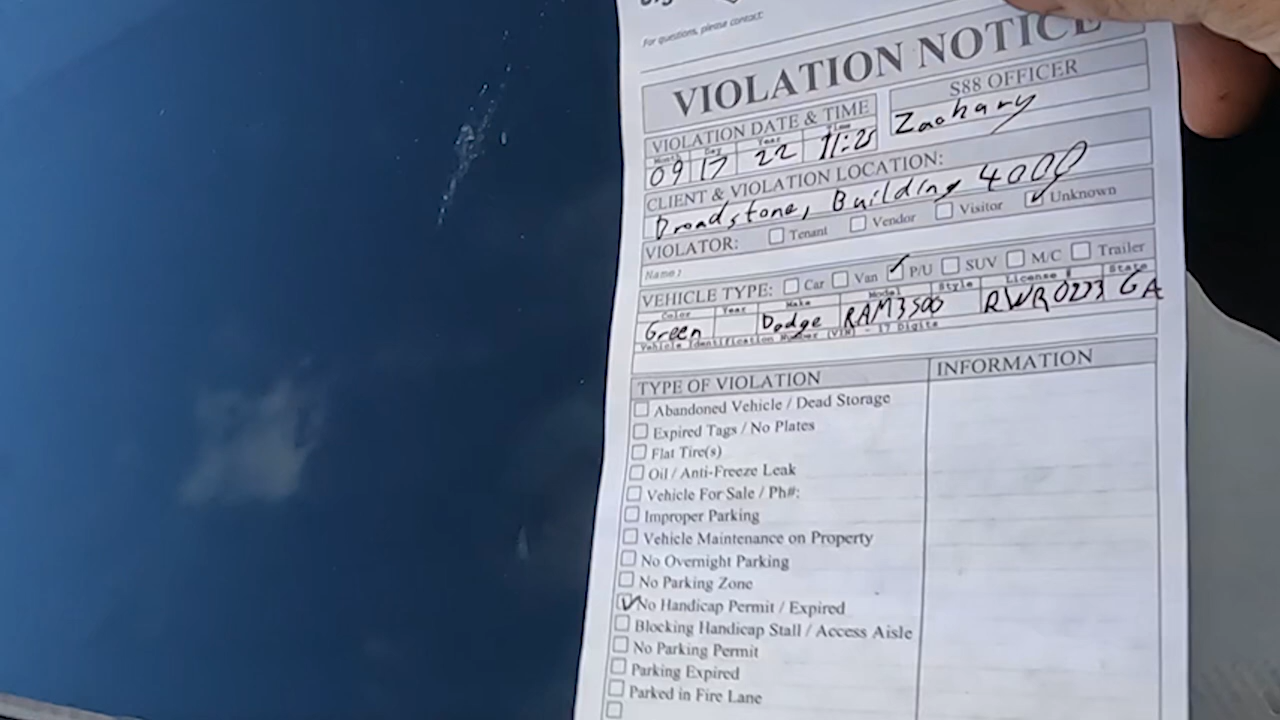 For questions, please contact:
VIOLATION NOTICE
VIOLATION DATE & TIME
S88 OFFICER
Month Day Year Time
09 17 22 11:25
Zachary
CLIENT & VIOLATION LOCATION:
Broadstone, Building 4000
VIOLATOR: Tenant Vendor Visitor Unknown
Name:
VEHICLE TYPE: Car Van P/U SUV M/C Trailer
Color Year Make Model Style License # State
Green Dodge RAM3500 RWR0223 GA
Vehicle Identification Number (VIN) - 17 Digits
TYPE OF VIOLATION INFORMATION
Abandoned Vehicle / Dead Storage
Expired Tags / No Plates
Flat Tire(s)
Oil / Anti-Freeze Leak
Vehicle For Sale / Ph#:
Improper Parking
Vehicle Maintenance on Property
No Overnight Parking
No Parking Zone
No Handicap Permit / Expired
Blocking Handicap Stall / Access Aisle
No Parking Permit
Parking Expired
Parked in Fire Lane